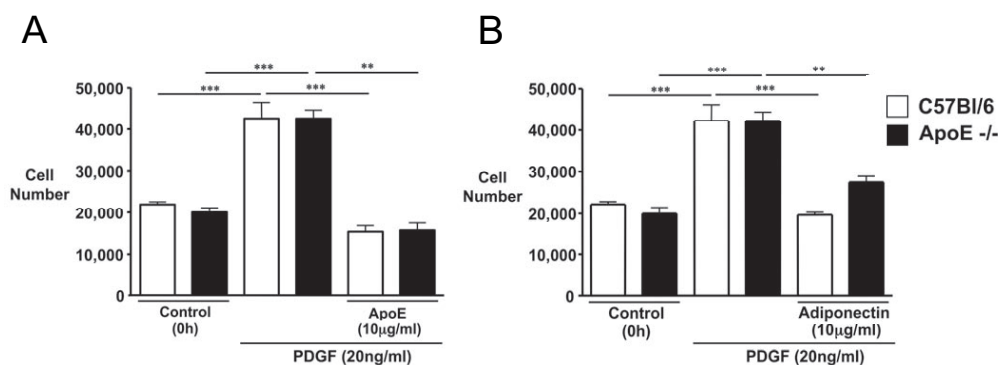 A
*** **
*** ***
50,000
40,000
30,000
20,000
10,000
0
Cell
Number
Control
(0h)
ApoE
(10μg/ml)
PDGF (20ng/ml)
B
*** **
*** ***
50,000
40,000
30,000
20,000
10,000
0
Cell
Number
Control
(0h)
Adiponectin
(10μg/ml)
PDGF (20ng/ml)
C57Bl/6
ApoE -/-